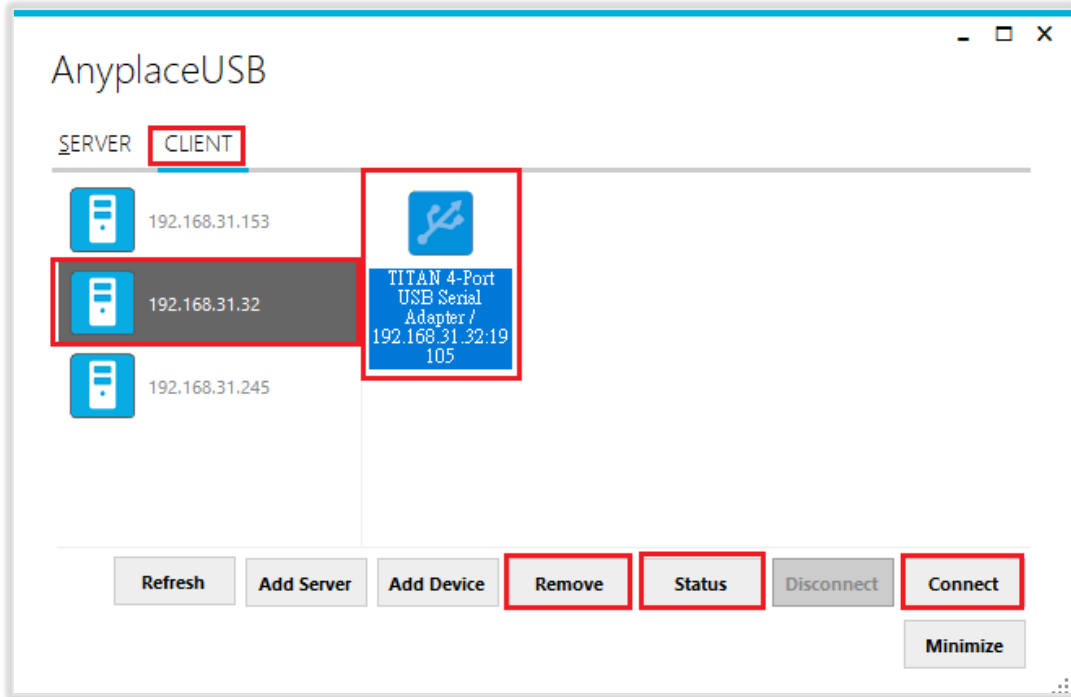 AnyplaceUSB
SERVER CLIENT
192.168.31.153
192.168.31.32
192.168.31.245
TITAN 4-Port
USB Serial
Adapter /
192.168.31.32:19
105
Refresh Add Server Add Device Remove Status Disconnect Connect
Minimize